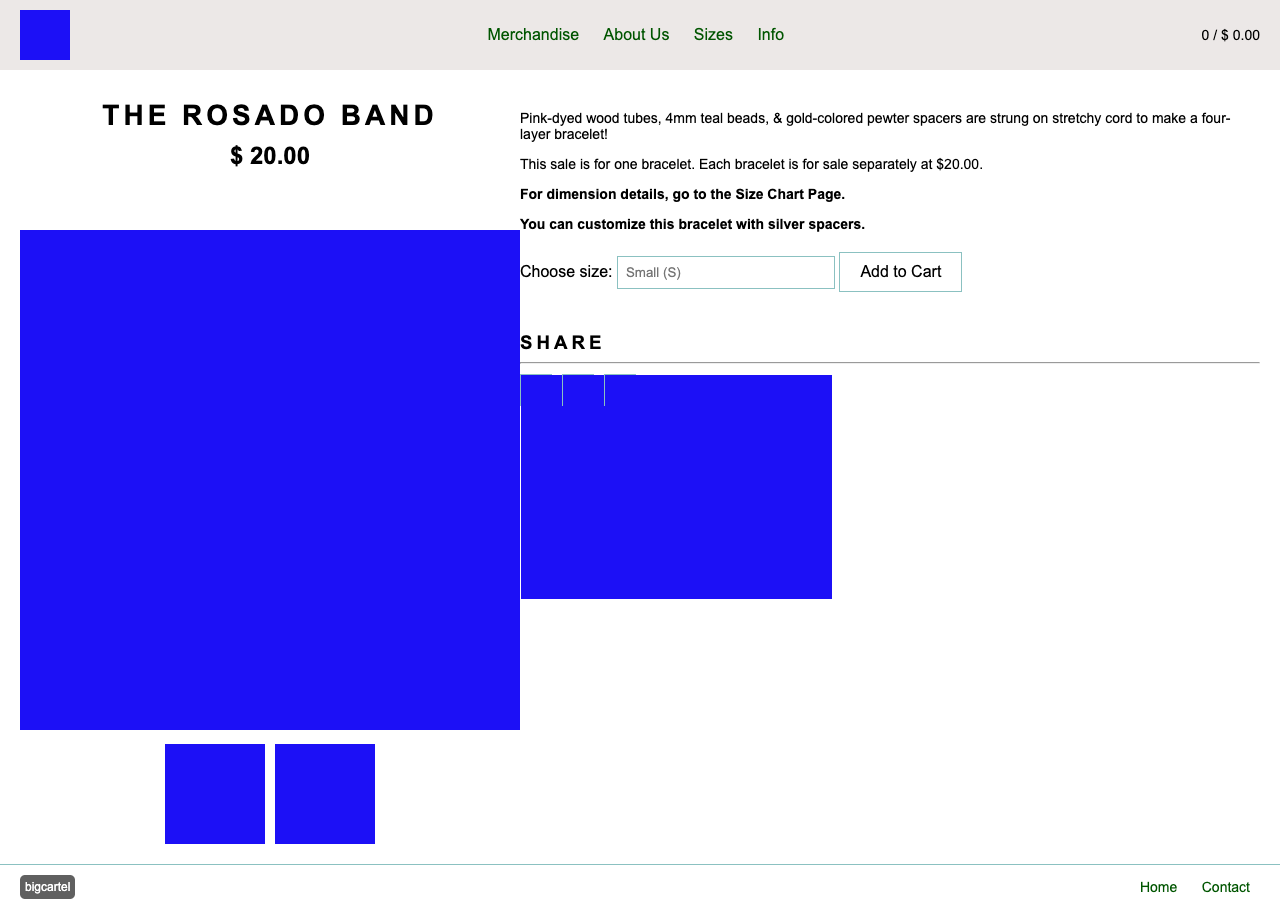 Merchandise About Us Sizes Info
0 / $ 0.00
THE ROSADO BAND
$ 20.00
Pink-dyed wood tubes, 4mm teal beads, & gold-colored pewter spacers are strung on stretchy cord to make a four-
layer bracelet!
This sale is for one bracelet. Each bracelet is for sale separately at $20.00.
For dimension details, go to the Size Chart Page.
You can customize this bracelet with silver spacers.
Choose size: Small (S) Add to Cart
SHARE
bigcartel
Home Contact